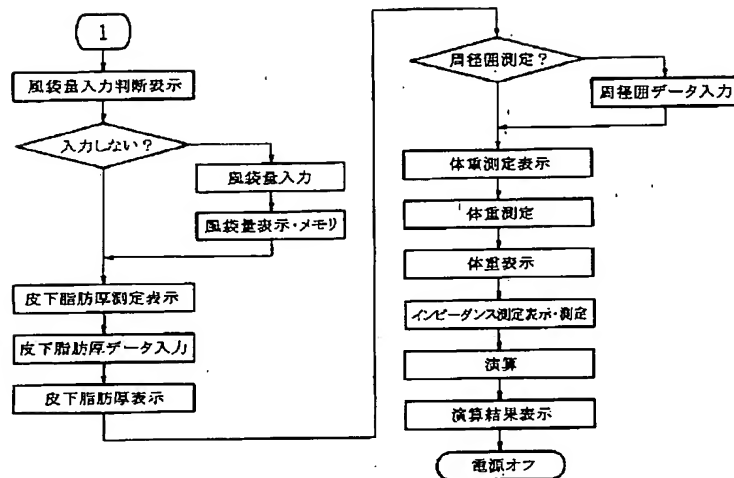 1
風袋量入力判断表示
入力しない?
風袋量入力
風袋量表示・メモリ
皮下脂肪厚測定表示
皮下脂肪厚データ入力
皮下脂肪厚表示
周径囲測定?
周径囲データ入力
体重測定表示
体重測定
体重表示
インピーダンス測定表示・測定
演算
演算結果表示
電源オフ